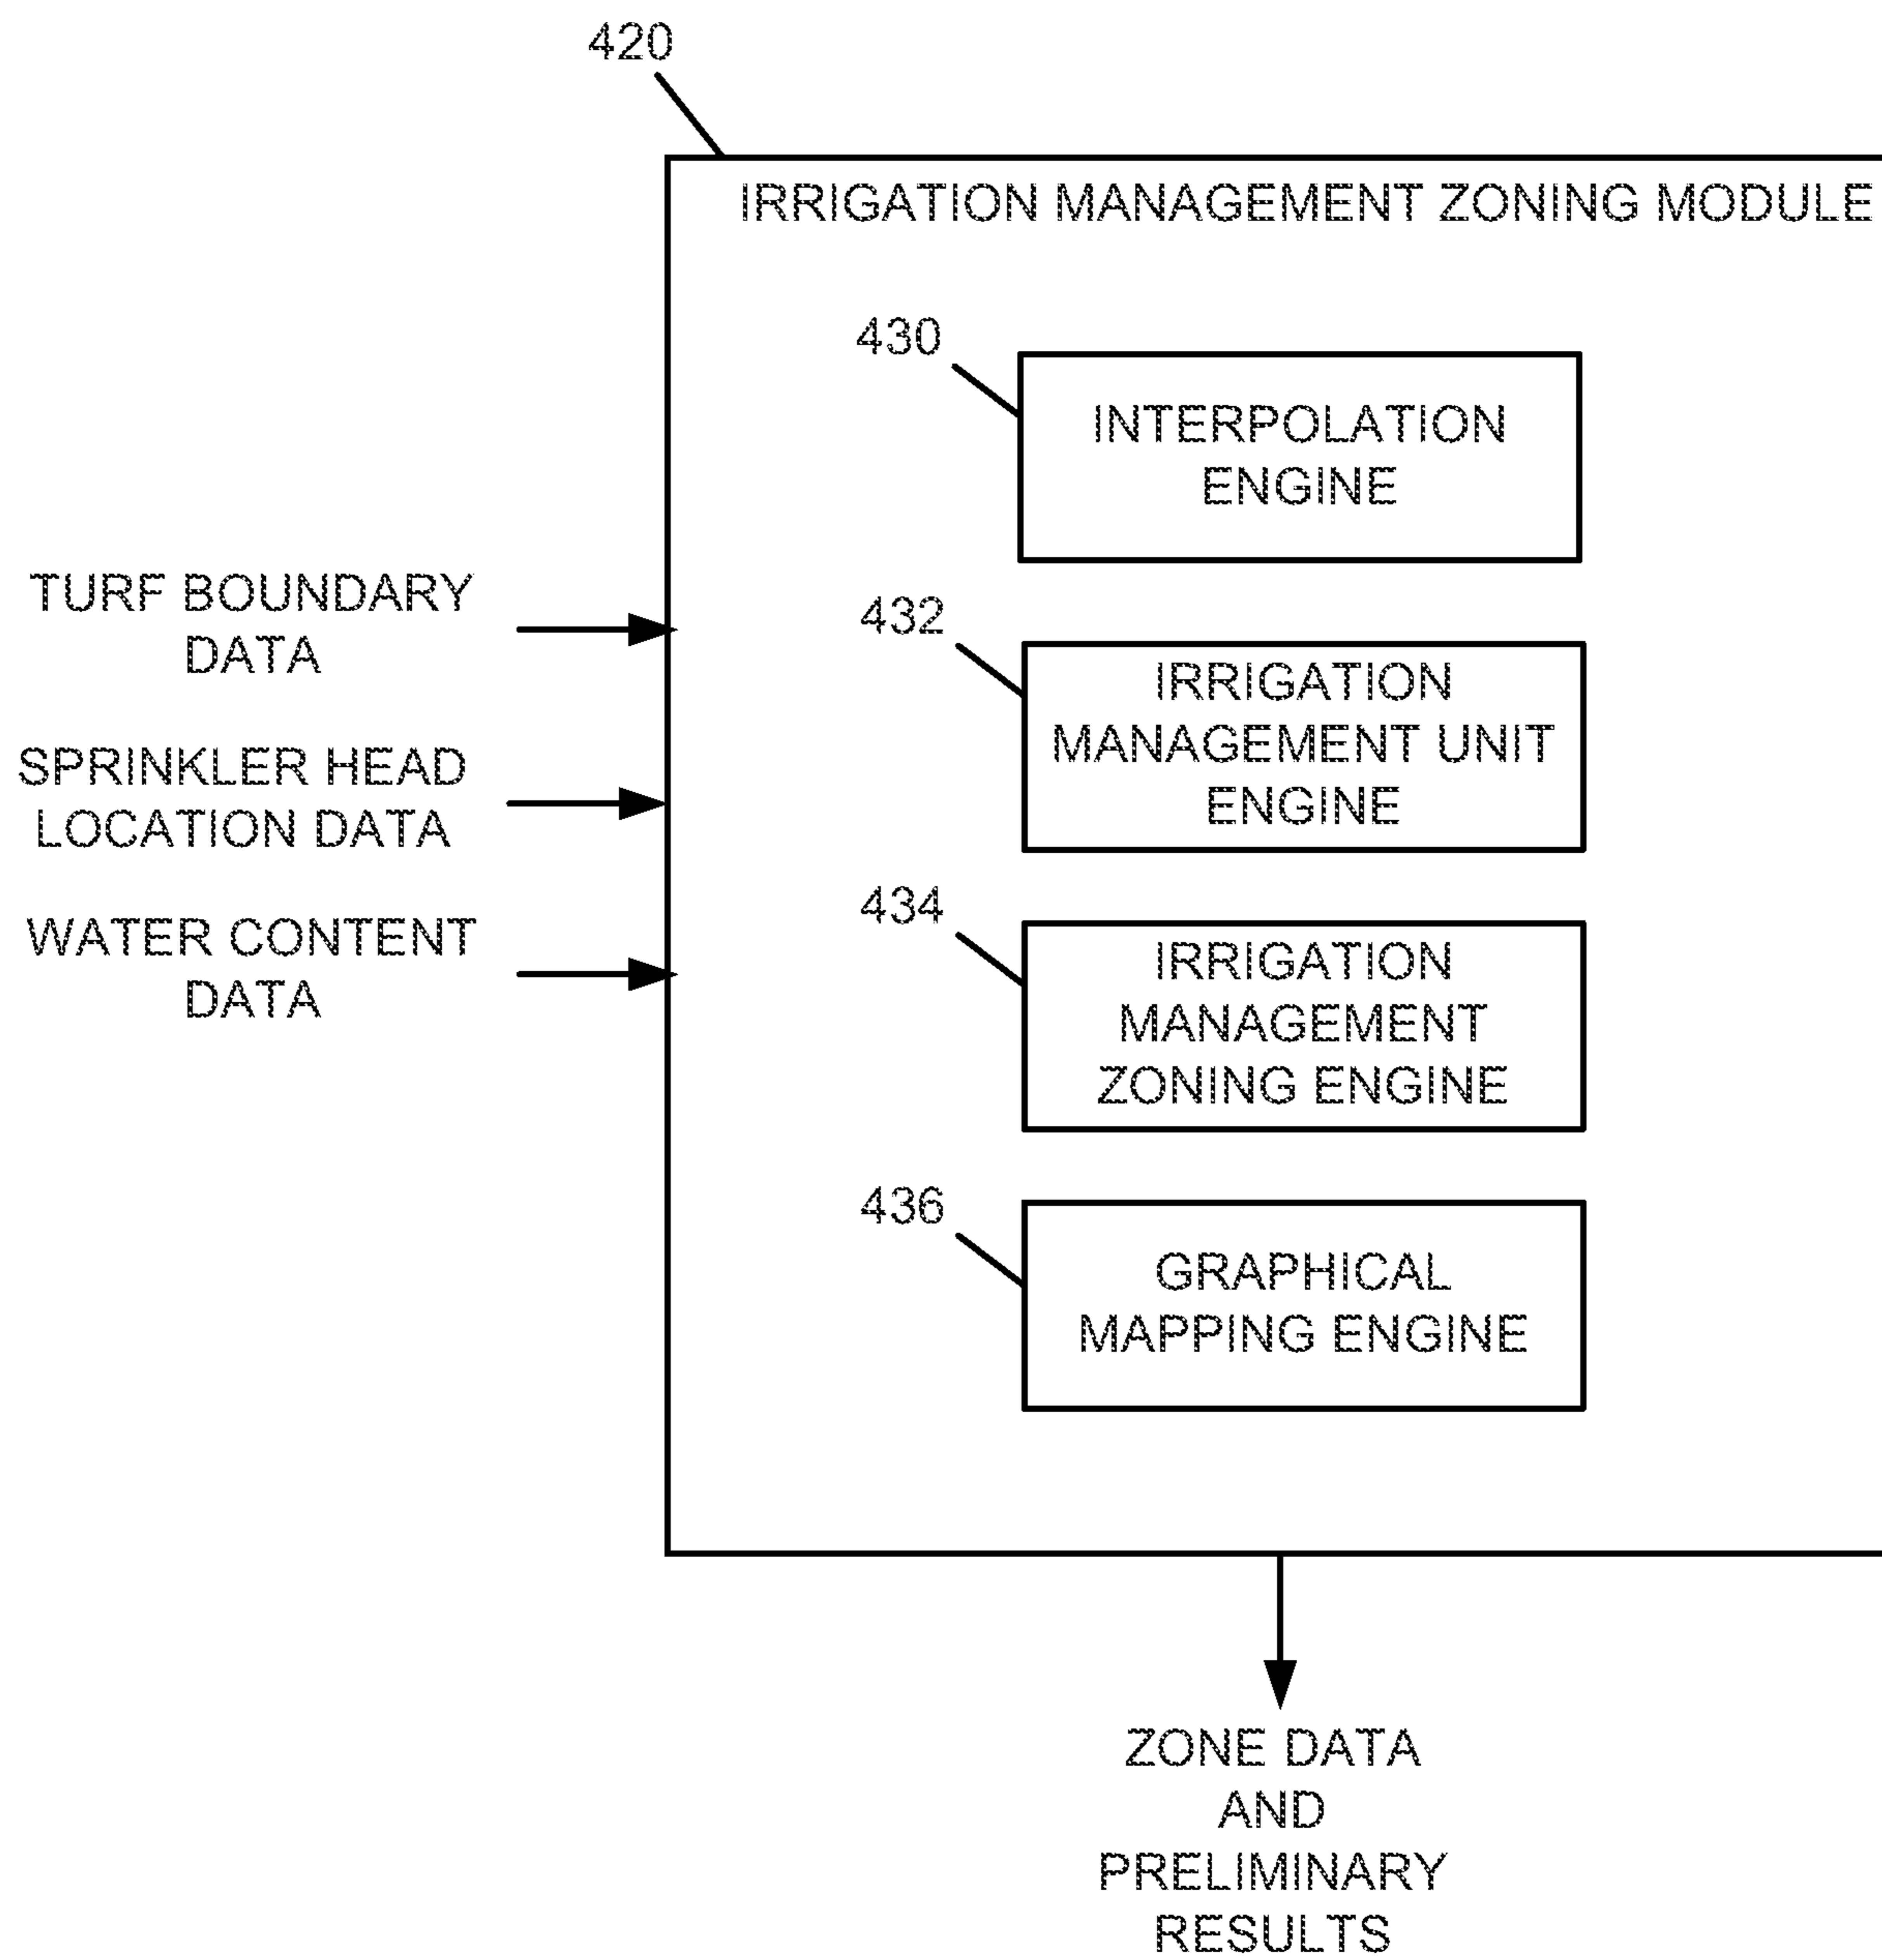 420
IRRIGATION MANAGEMENT ZONING MODULE
430
INTERPOLATION
ENGINE
TURF BOUNDARY
DATA
432
IRRIGATION
MANAGEMENT UNIT
ENGINE
SPRINKLER HEAD
LOCATION DATA
434
IRRIGATION
MANAGEMENT
ZONING ENGINE
WATER CONTENT
DATA
436
GRAPHICAL
MAPPING ENGINE
ZONE DATA
AND
PRELIMINARY
RESULTS